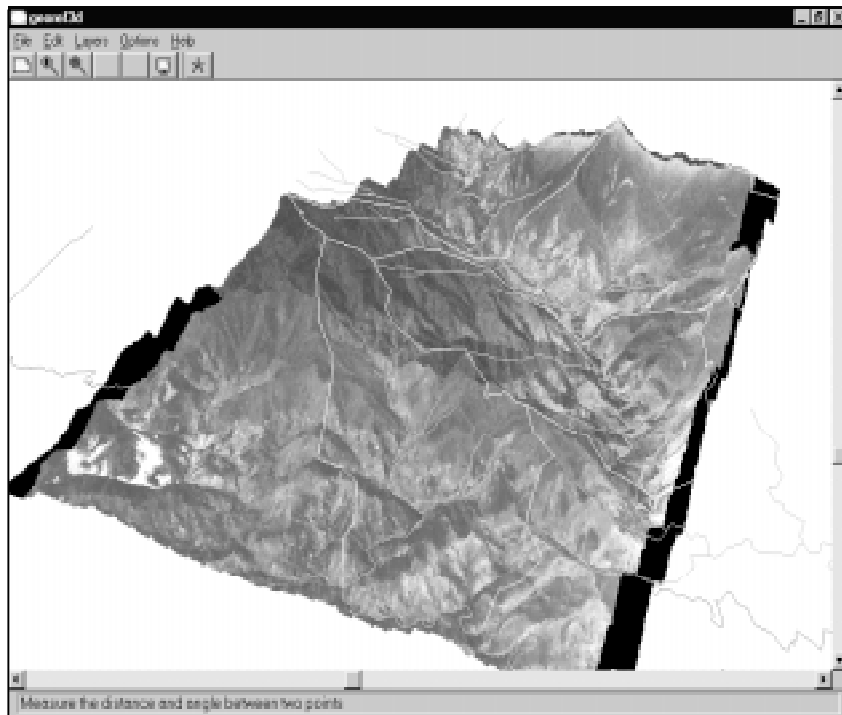 File Edit Layers Options Help
Measure the distance and angle between two points